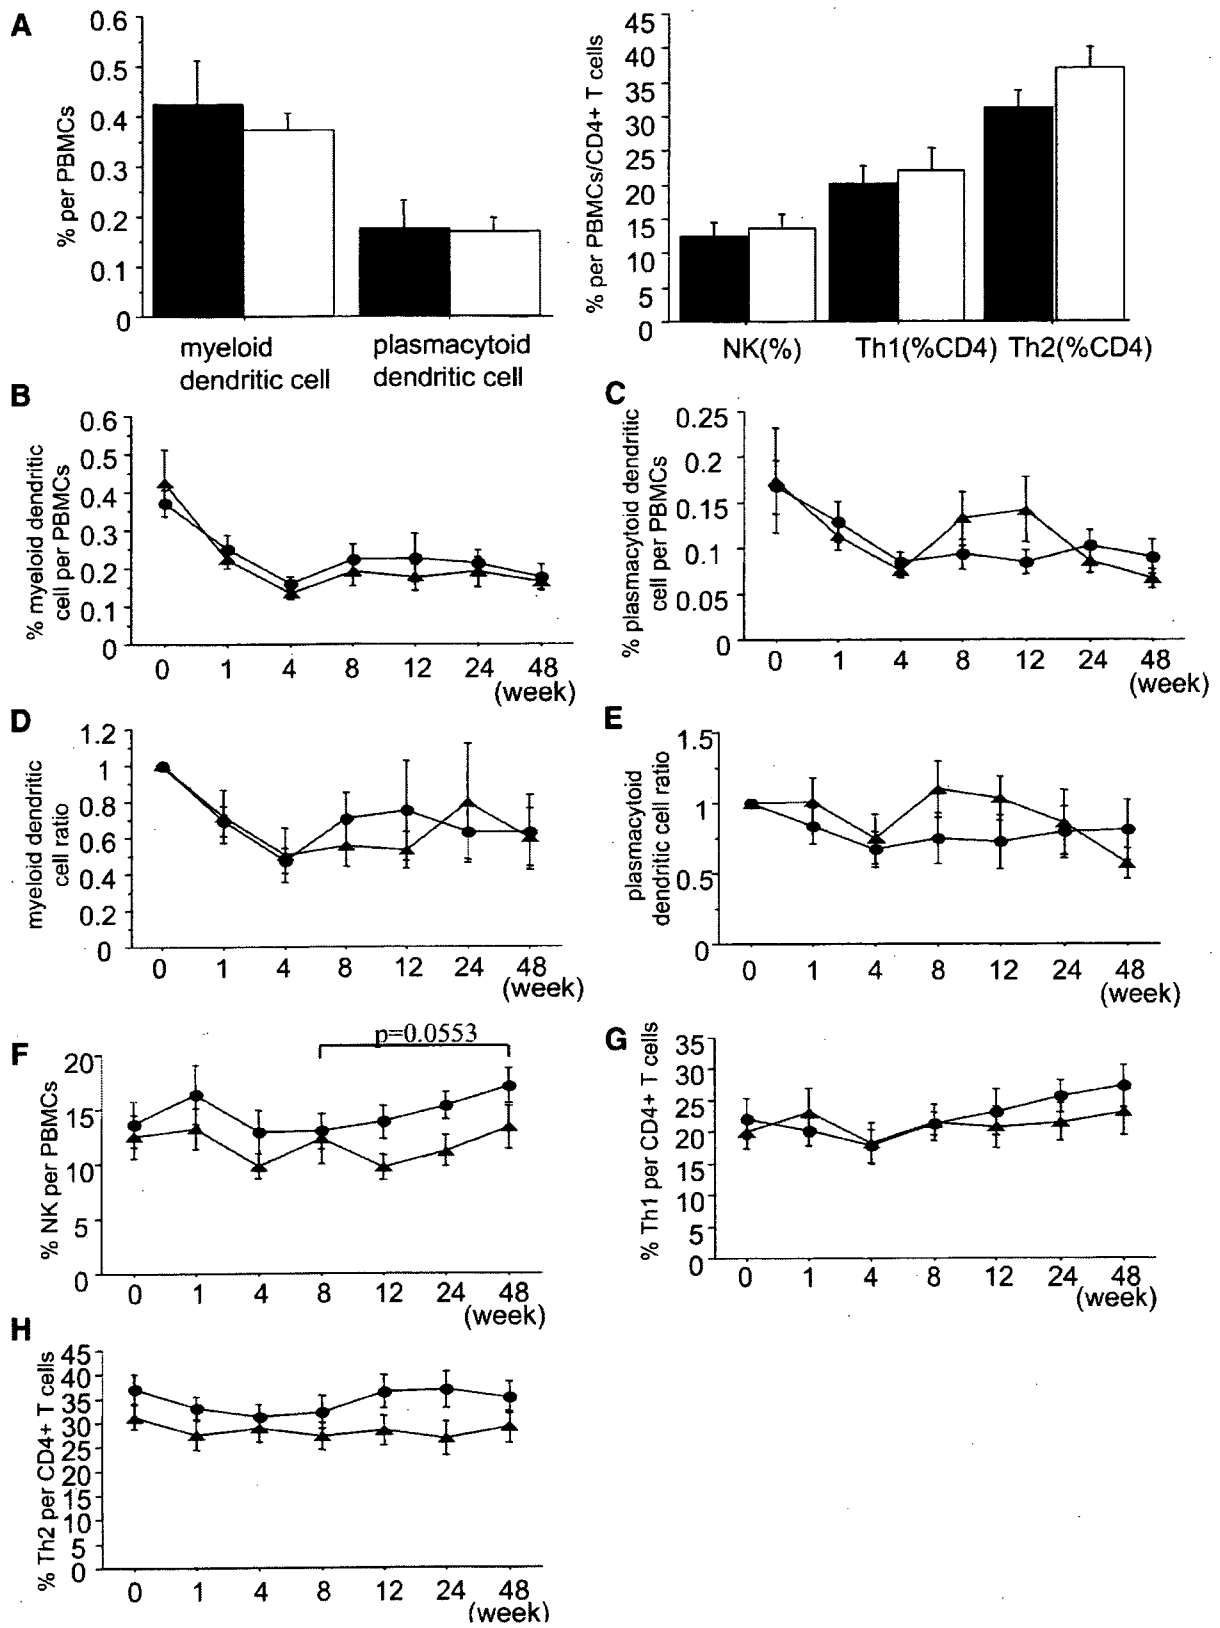 A
% per PBMCs
0.6
0.5
0.4
0.3
0.2
0.1
0
myeloid
dendritic cell
plasmacytoid
dendritic cell
% per PBMCs/CD4+ T cells
45
40
35
30
25
20
15
10
5
0
NK(%) Th1(%CD4) Th2(%CD4)
B
% myeloid dendritic
cell per PBMCs
0.6
0.5
0.4
0.3
0.2
0.1
0
0 1 4 8 12 24 48
(week)
C
% plasmacytoid dendritic
cell per PBMCs
0.25
0.2
0.15
0.1
0.05
0
0 1 4 8 12 24 48
(week)
D
myeloid dendritic
cell ratio
1.2
1
0.8
0.6
0.4
0.2
0
0 1 4 8 12 24 48
(week)
E
plasmacytoid
dendritic cell ratio
1.5
1
0.5
0
0 1 4 8 12 24 48
(week)
F
p=0.0553
% NK per PBMCs
20
15
10
5
0
0 1 4 8 12 24 48
(week)
G
% Th1 per CD4+ T cells
35
30
25
20
15
10
5
0
0 1 4 8 12 24 48
(week)
H
% Th2 per CD4+ T cells
45
40
35
30
25
20
15
10
5
0
0 1 4 8 12 24 48
(week)